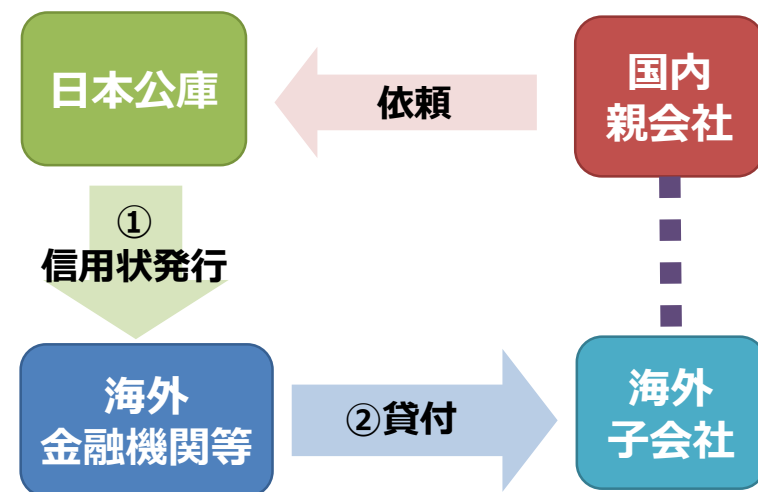 日本公庫
依頼
国内
親会社
①
信用状発行
海外
金融機関等
②貸付
海外
子会社